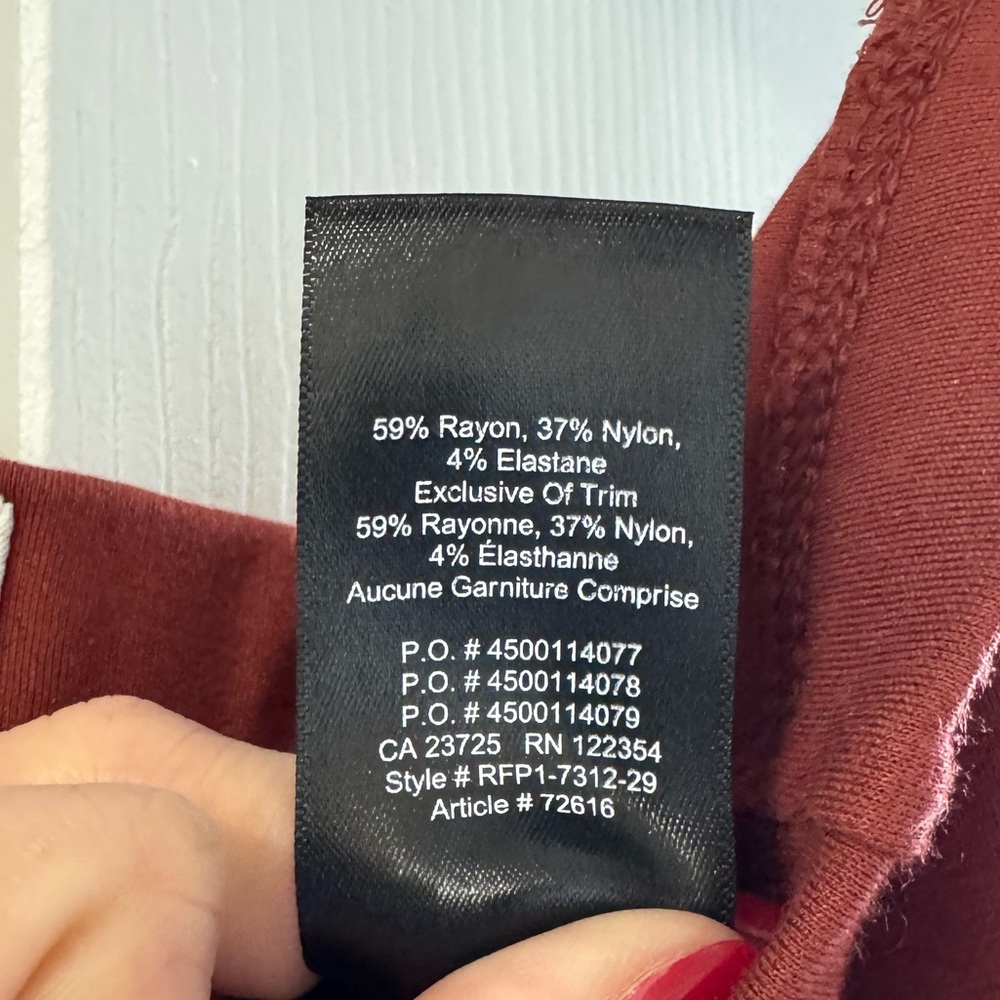 59% Rayon, 37% Nylon,
4% Elastane
Exclusive Of Trim
59% Rayonne, 37% Nylon,
4% Élasthanne
Aucune Garniture Comprise
P.O. # 4500114077
P.O. # 4500114078
P.O. # 4500114079
CA 23725 RN 122354
Style # RFP1-7312-29
Article # 72616